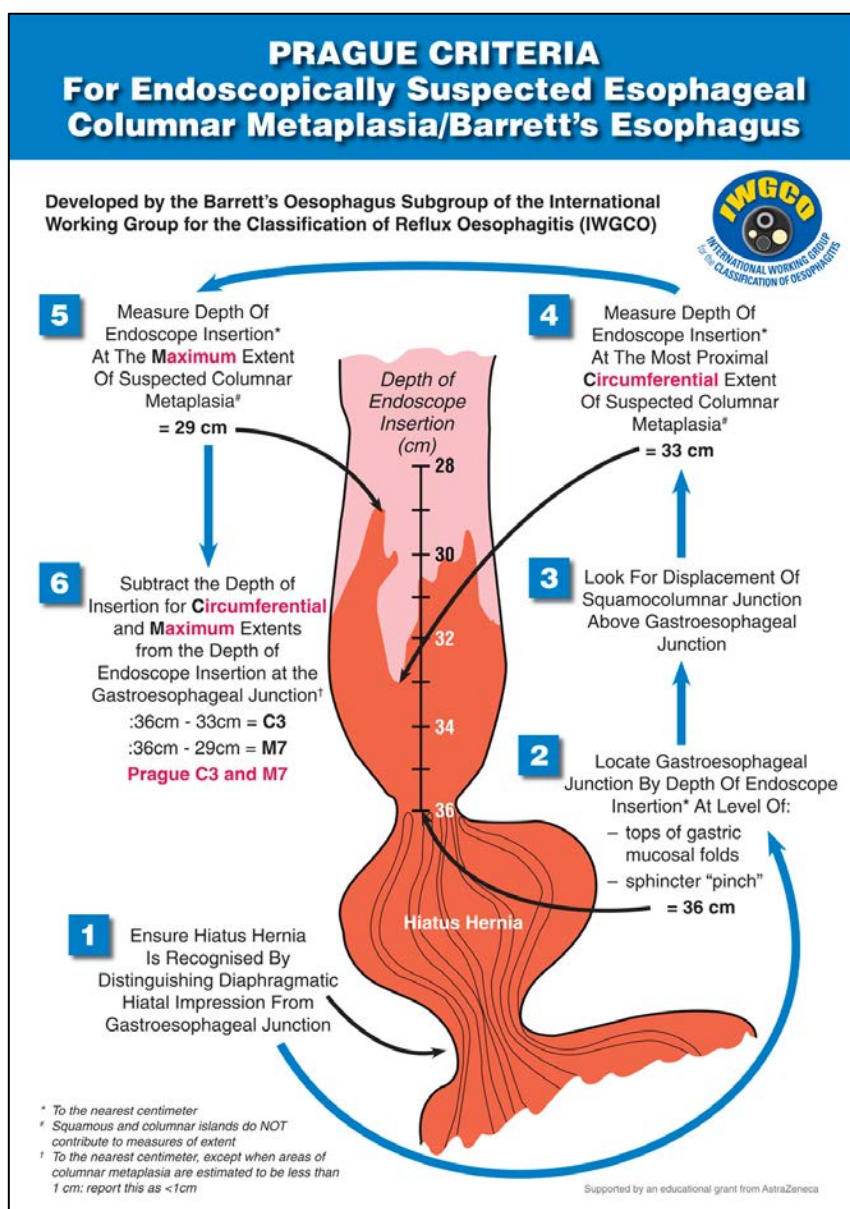 PRAGUE CRITERIA
For Endoscopically Suspected Esophageal
Columnar Metaplasia/Barrett's Esophagus
Developed by the Barrett's Oesophagus Subgroup of the International
Working Group for the Classification of Reflux Oesophagitis (IWGCO)
IWGCO
INTERNATIONAL WORKING GROUP
for the CLASSIFICATION OF OESOPHAGITIS
5
Measure Depth Of
Endoscope Insertion*
At The Maximum Extent
Of Suspected Columnar
Metaplasia#
= 29 cm
4
Measure Depth Of
Endoscope Insertion*
At The Most Proximal
Circumferential Extent
Of Suspected Columnar
Metaplasia#
= 33 cm
Depth of
Endoscope
Insertion
(cm)
28
30
32
34
36
6
Subtract the Depth of
Insertion for Circumferential
and Maximum Extents
from the Depth of
Endoscope Insertion at the
Gastroesophageal Junction†
:36cm - 33cm = C3
:36cm - 29cm = M7
Prague C3 and M7
3
Look For Displacement Of
Squamocolumnar Junction
Above Gastroesophageal
Junction
2
Locate Gastroesophageal
Junction By Depth Of Endoscope
Insertion* At Level Of:
– tops of gastric
mucosal folds
– sphincter "pinch"
= 36 cm
Hiatus Hernia
1
Ensure Hiatus Hernia
Is Recognised By
Distinguishing Diaphragmatic
Hiatal Impression From
Gastroesophageal Junction
* To the nearest centimeter
# Squamous and columnar islands do NOT
contribute to measures of extent
† To the nearest centimeter, except when areas of
columnar metaplasia are estimated to be less than
1 cm: report this as <1cm
Supported by an educational grant from AstraZeneca